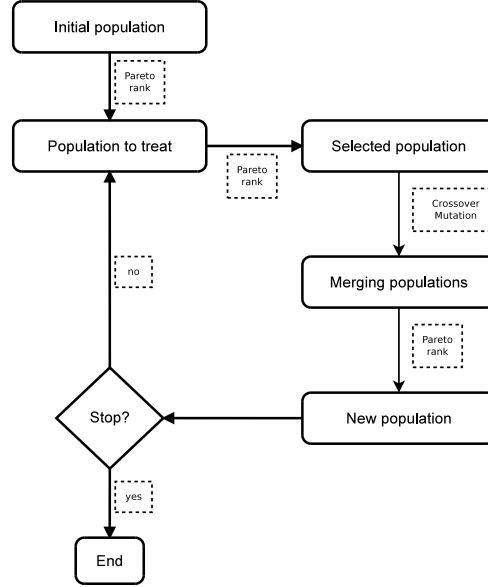 Initial population
Pareto
rank
Population to treat
Pareto
rank
Selected population
Crossover
Mutation
Merging populations
Pareto
rank
New population
no
Stop?
yes
End